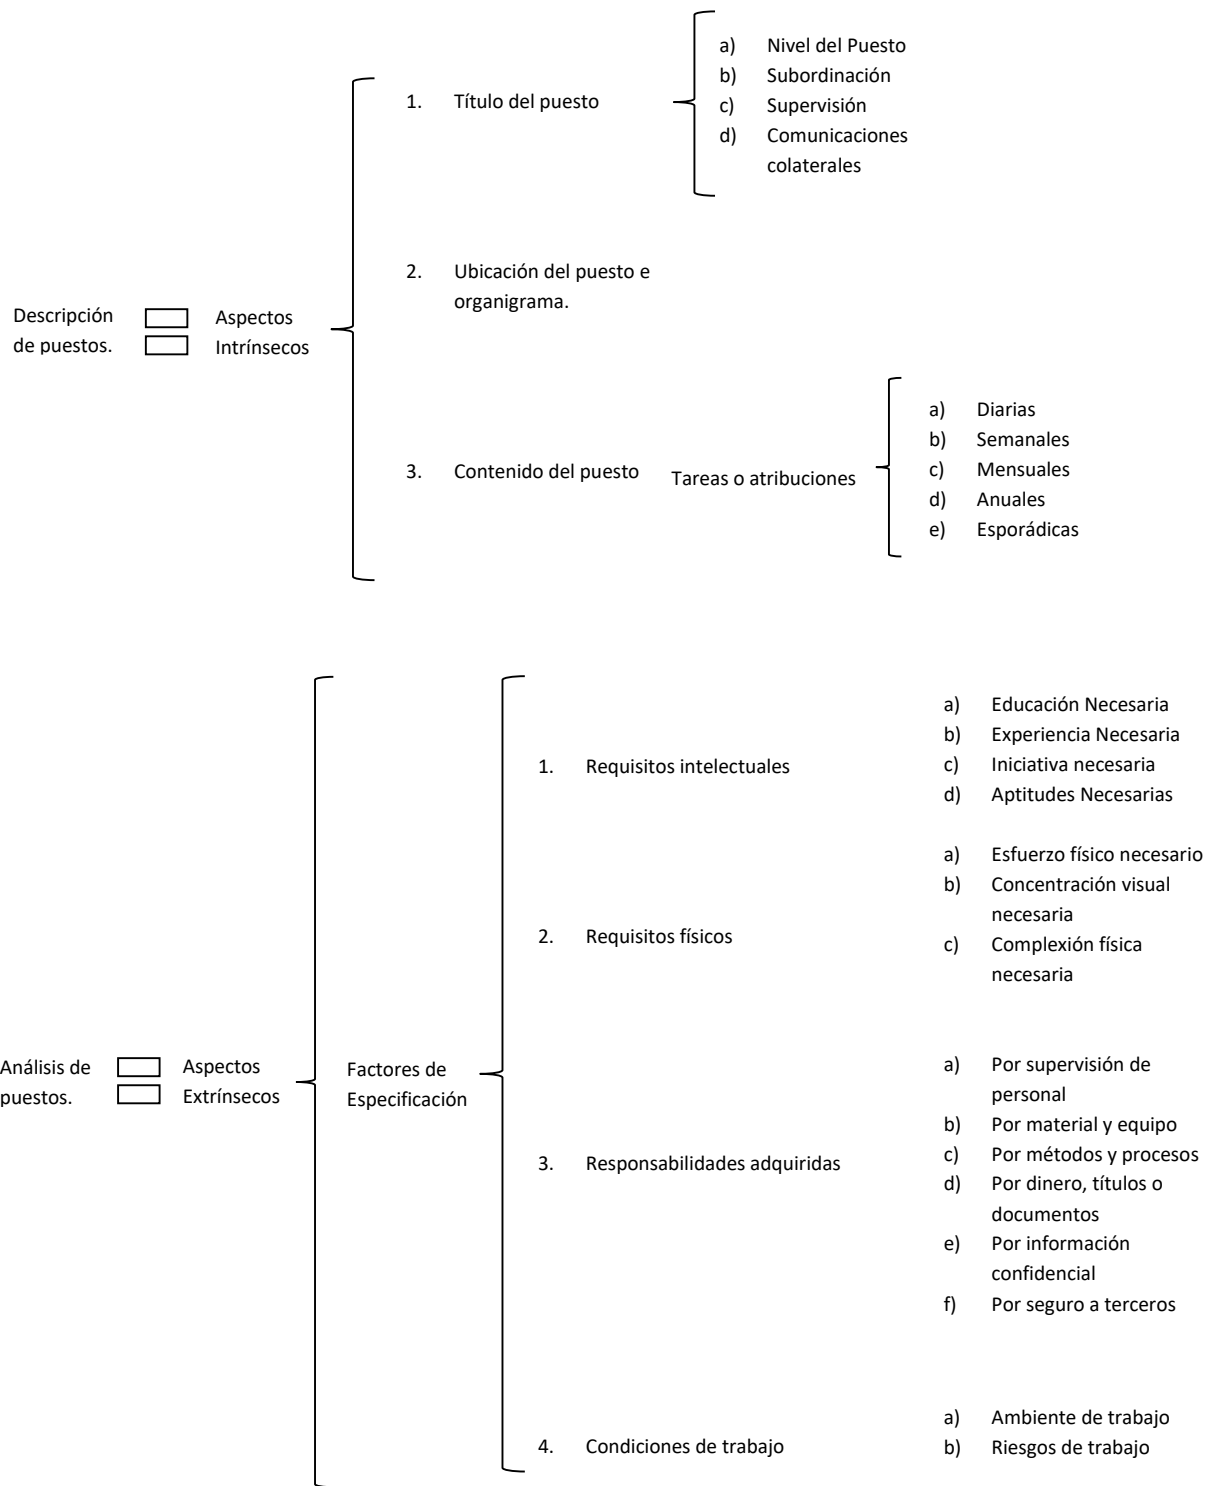 a) Nivel del Puesto
b) Subordinación
1. Título del puesto
c) Supervisión
d) Comunicaciones
colaterales
2. Ubicación del puesto e
organigrama.
Descripción
de puestos.
Aspectos
Intrínsecos
3. Contenido del puesto
Tareas o atribuciones
a) Diarias
b) Semanales
c) Mensuales
d) Anuales
e) Esporádicas
Análisis de
puestos.
Aspectos
Extrínsecos
Factores de
Especificación
1. Requisitos intelectuales
a) Educación Necesaria
b) Experiencia Necesaria
c) Iniciativa necesaria
d) Aptitudes Necesarias
2. Requisitos físicos
a) Esfuerzo físico necesario
b) Concentración visual
necesaria
c) Complexión física
necesaria
3. Responsabilidades adquiridas
a) Por supervisión de
personal
b) Por material y equipo
c) Por métodos y procesos
d) Por dinero, títulos o
documentos
e) Por información
confidencial
f) Por seguro a terceros
4. Condiciones de trabajo
a) Ambiente de trabajo
b) Riesgos de trabajo